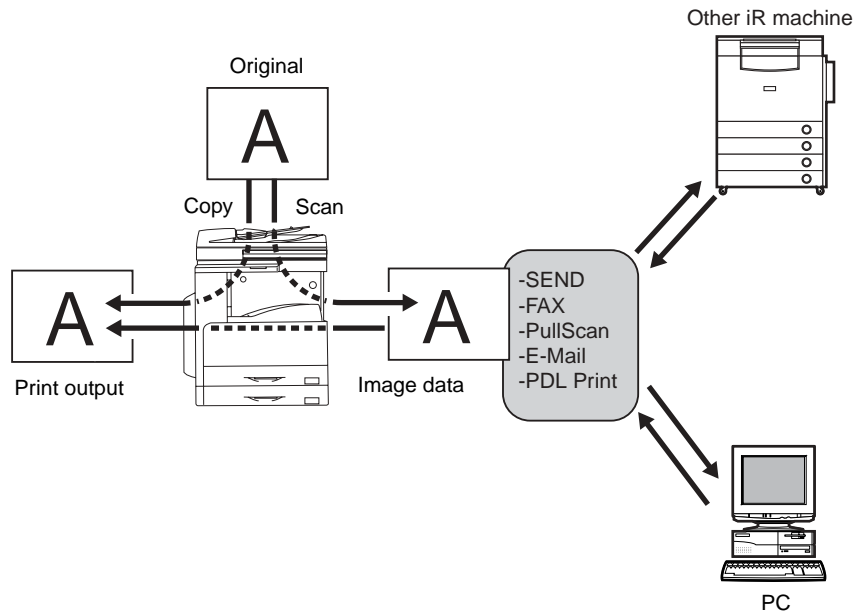 Other iR machine
Original
A
Copy
Scan
A
Print output
A
Image data
-SEND
-FAX
-PullScan
-E-Mail
-PDL Print
PC